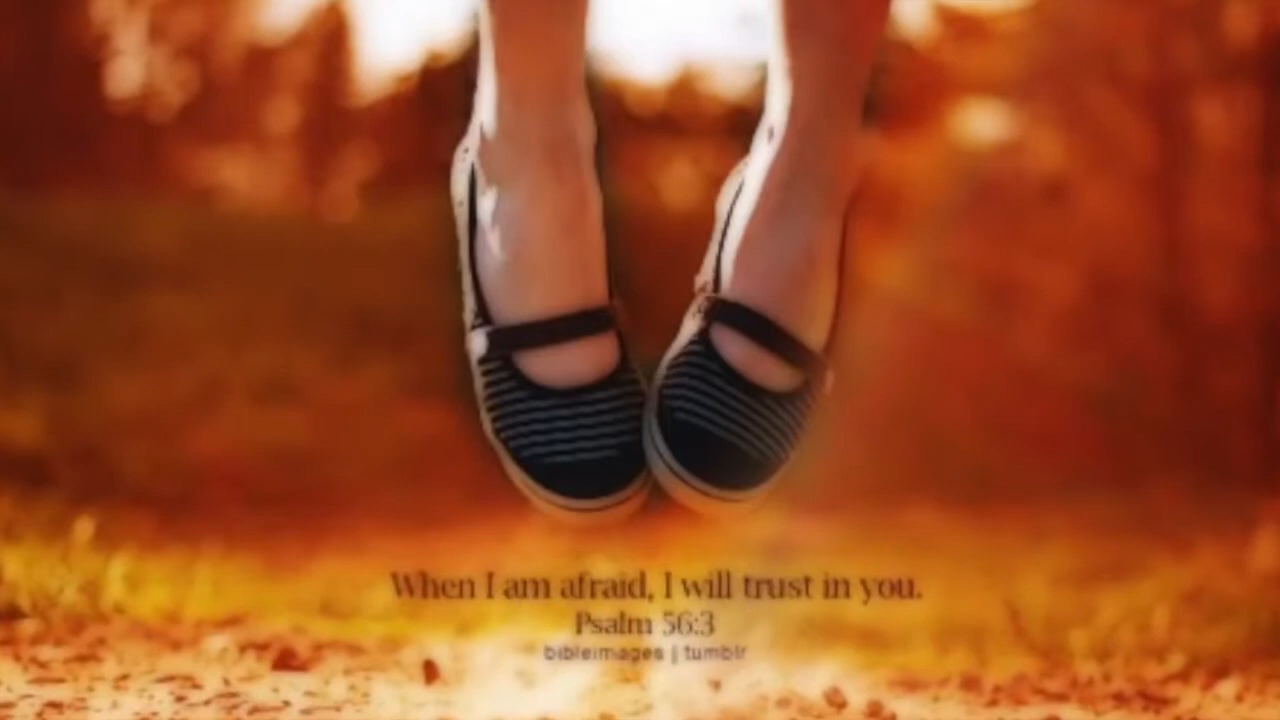 When I am afraid, I will trust in you.
Psalm 56:3
bibleimages | tumblr